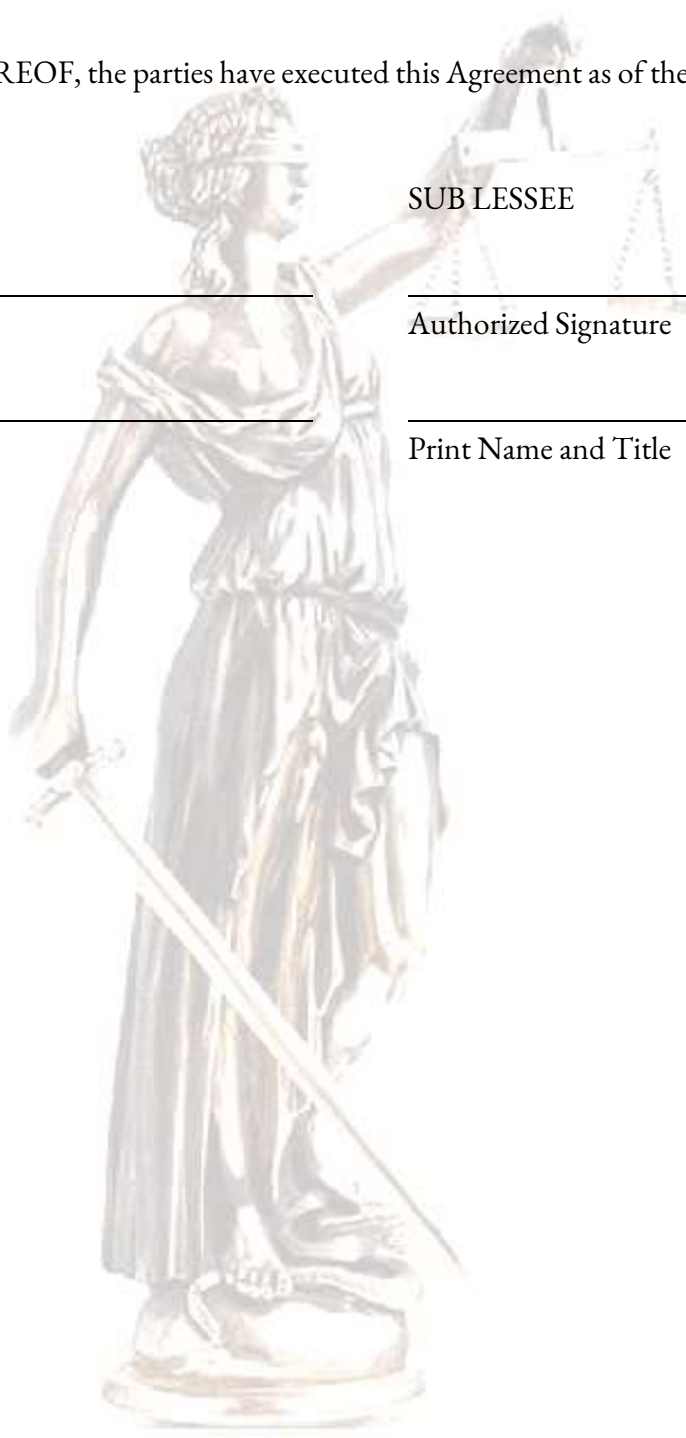 REOF, the parties have executed this Agreement as of the
SUB LESSEE
Authorized Signature
Print Name and Title